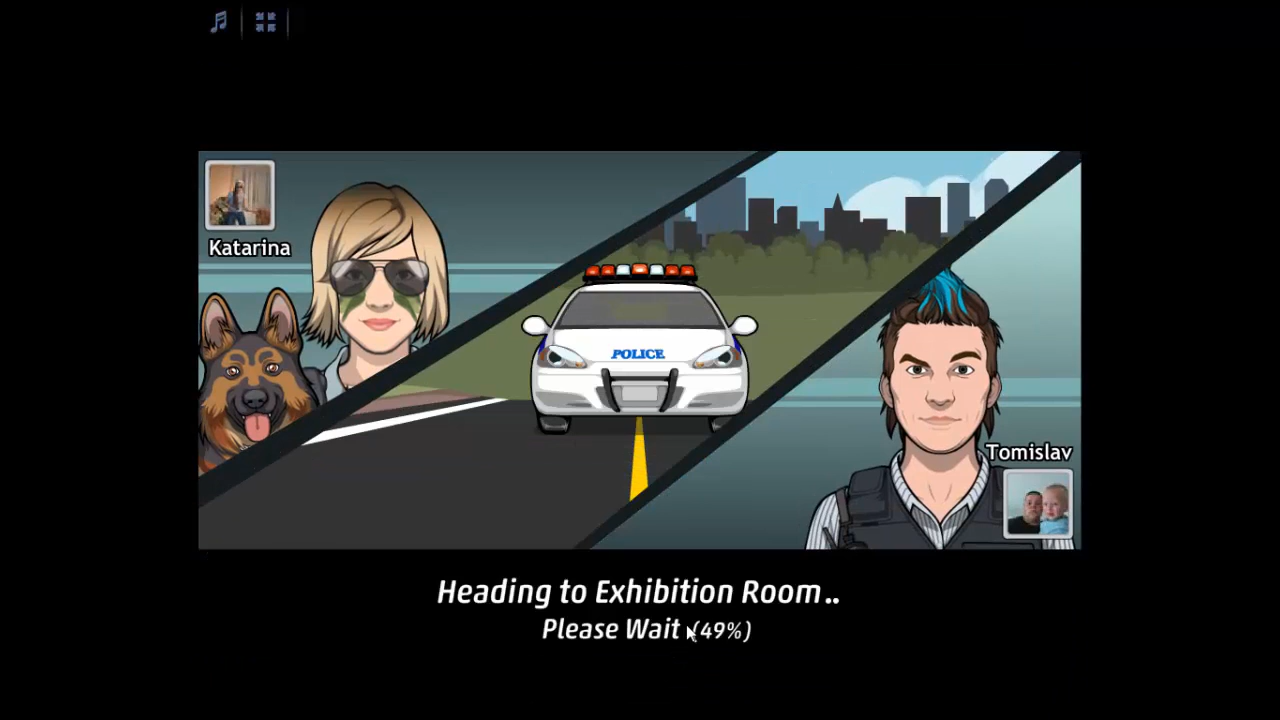 Katarina
POLICE
Tomislav
Heading to Exhibition Room..
Please Wait (49%)